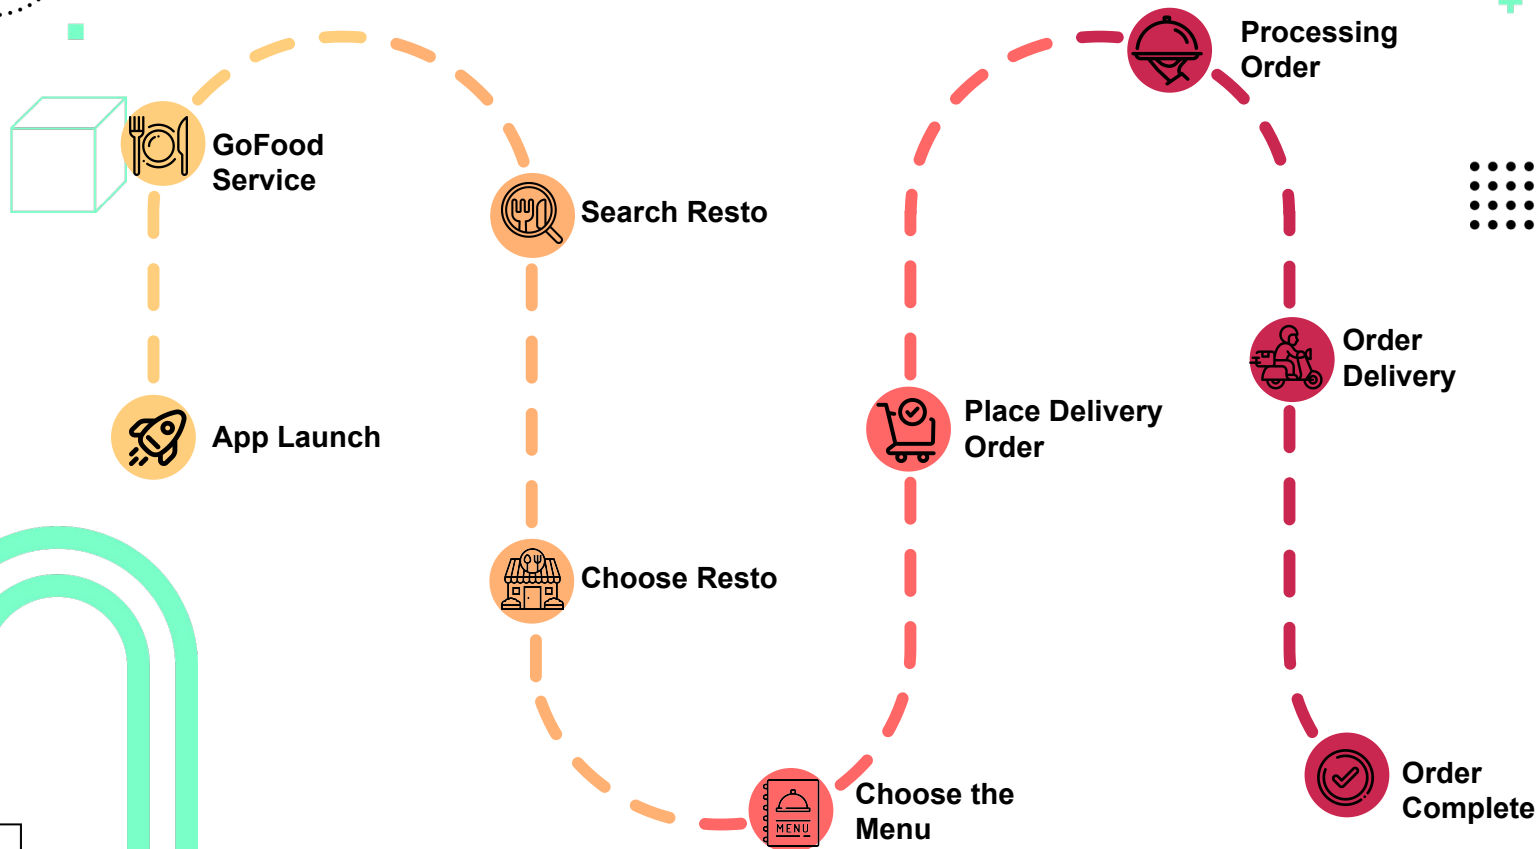 App Launch
GoFood
Service
Search Resto
Choose Resto
MENU
Choose the
Menu
Place Delivery
Order
Processing
Order
Order
Delivery
Order
Complete